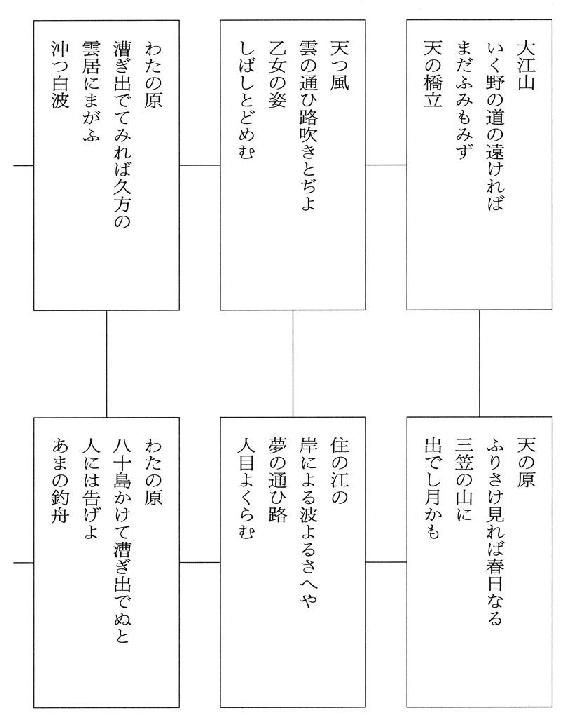 大江山
いく野の道の遠ければ
まだふみもみず
天の橋立
天つ風
雲の通ひ路吹きとぢよ
乙女の姿
しばしとどめむ
わたの原
漕ぎ出でてみれば久方の
雲居にまがふ
沖つ白波
天の原
ふりさけ見れば春日なる
三笠の山に
出でし月かも
住の江の
岸による波よるさへや
夢の通ひ路
人目よくらむ
わたの原
八十島かけて漕ぎ出でぬと
人には告げよ
あまの釣舟